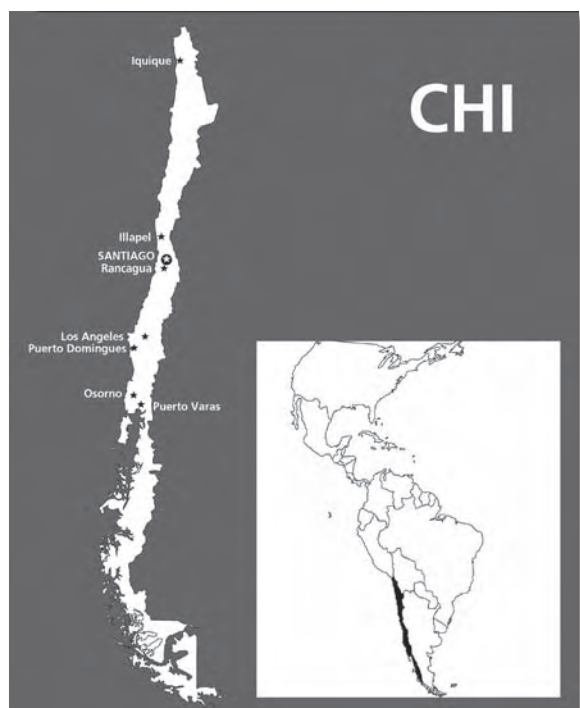 Iquique
CHI
Illapel
SANTIAGO
Rancagua
Los Angeles
Puerto Domingues
Osorno
Puerto Varas